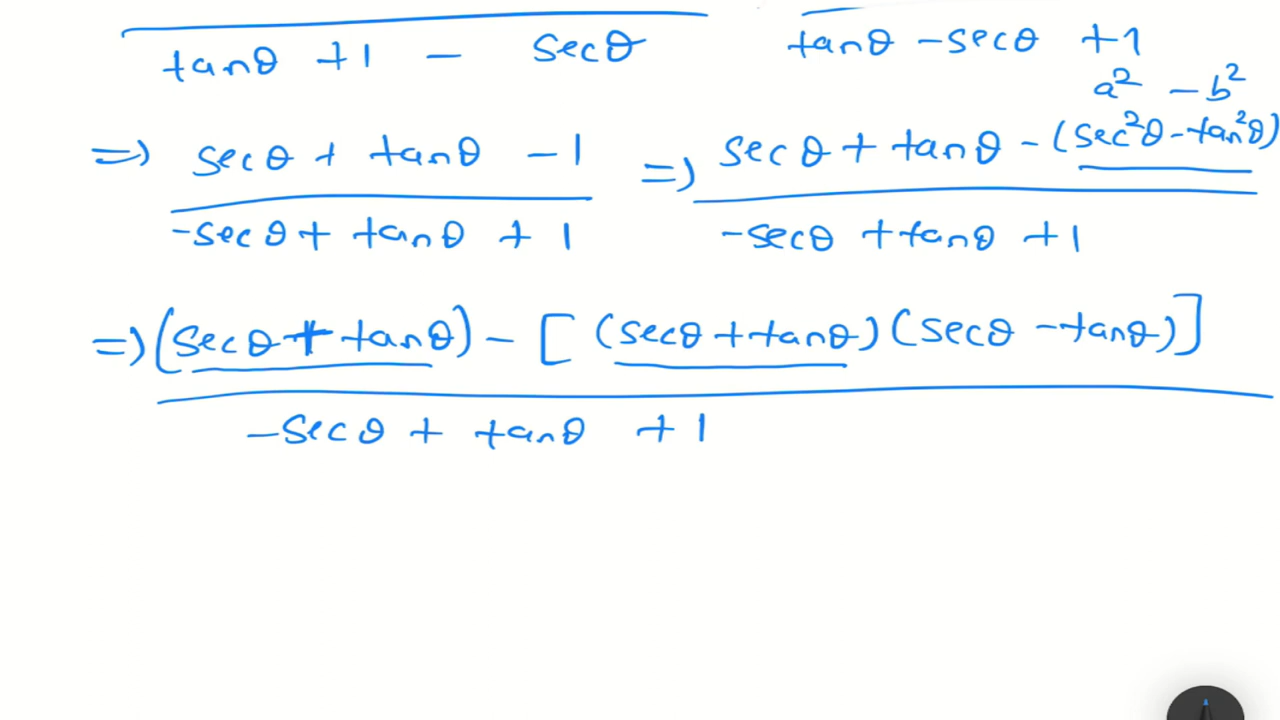 tanθ +1 - secθ
tanθ - secθ +1
a² - b²
=> secθ + tanθ - 1
-secθ + tanθ + 1
=> secθ + tanθ - (sec²θ - tan²θ)
-secθ + tanθ + 1
=> (secθ + tanθ) - [(secθ + tanθ)(secθ - tanθ)]
-secθ + tanθ + 1